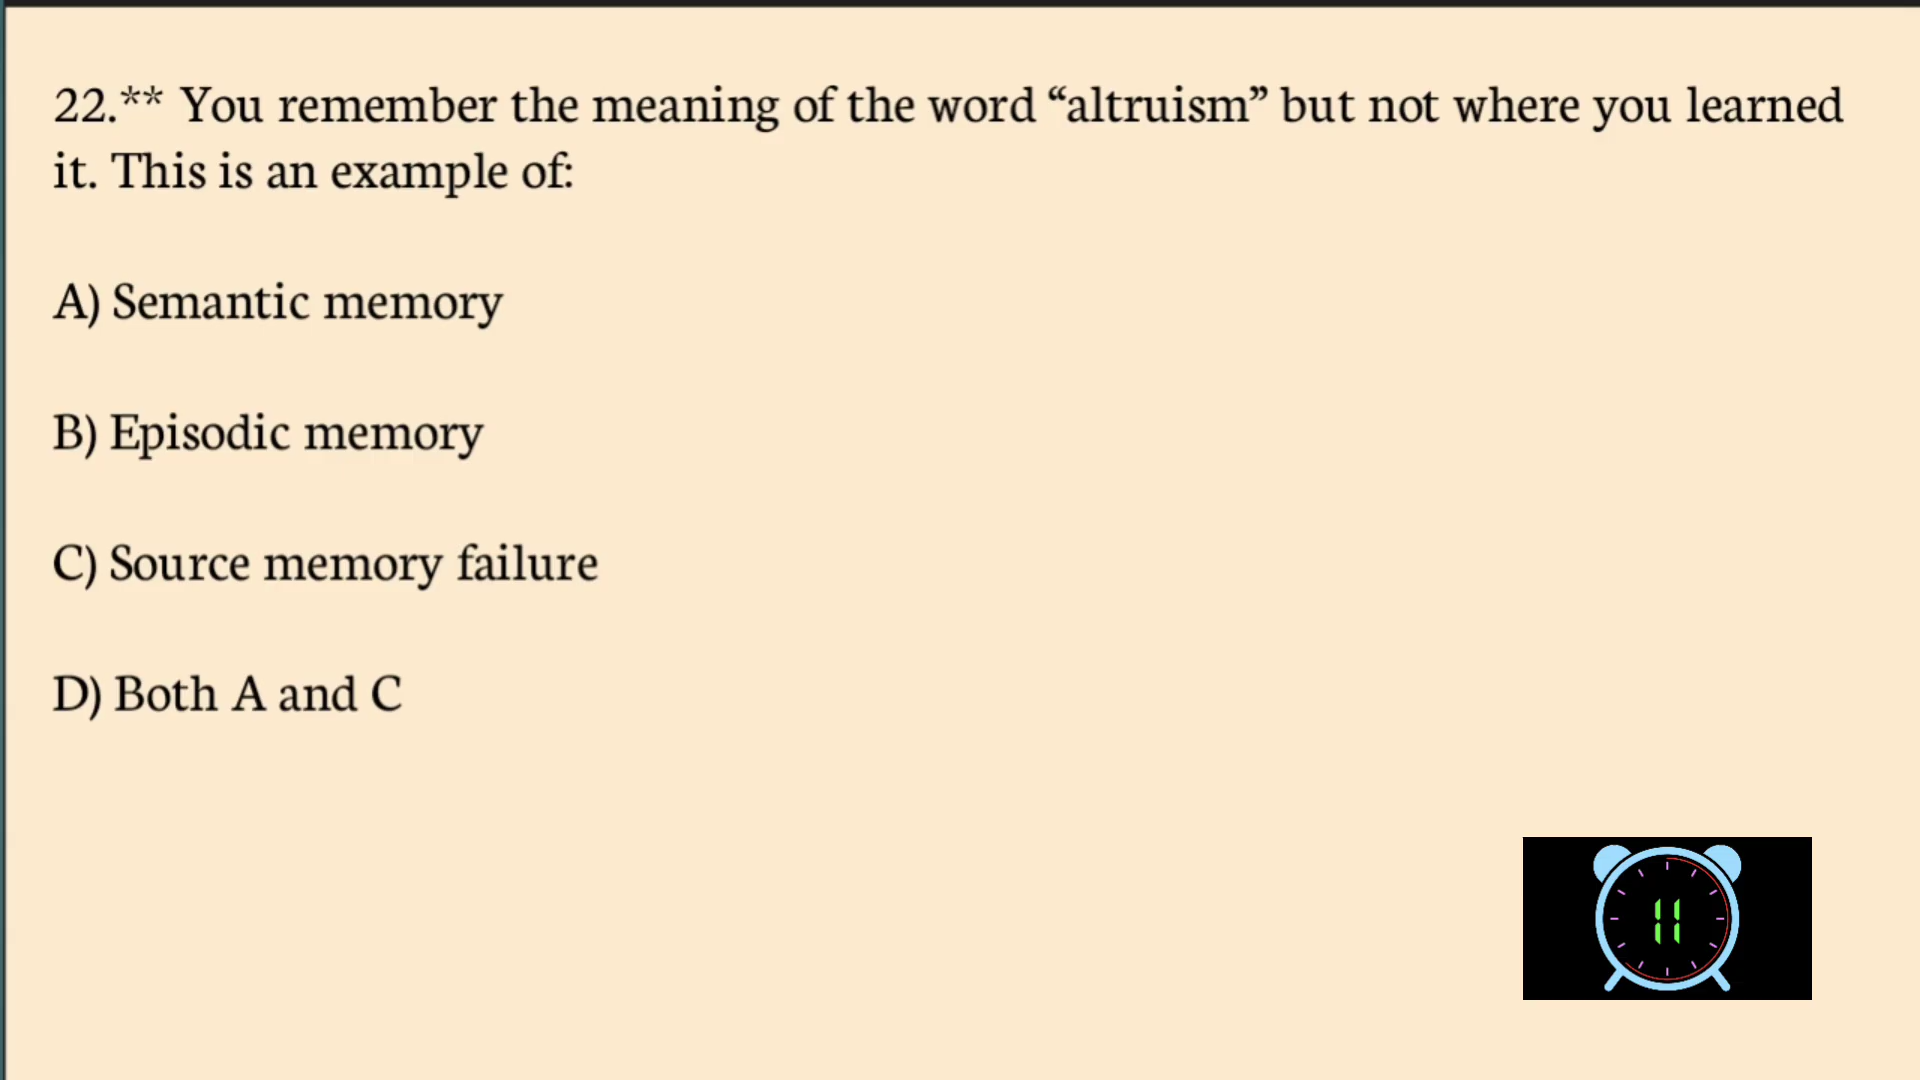 22.** You remember the meaning of the word “altruism” but not where you learned
it. This is an example of:
A) Semantic memory
B) Episodic memory
C) Source memory failure
D) Both A and C
11